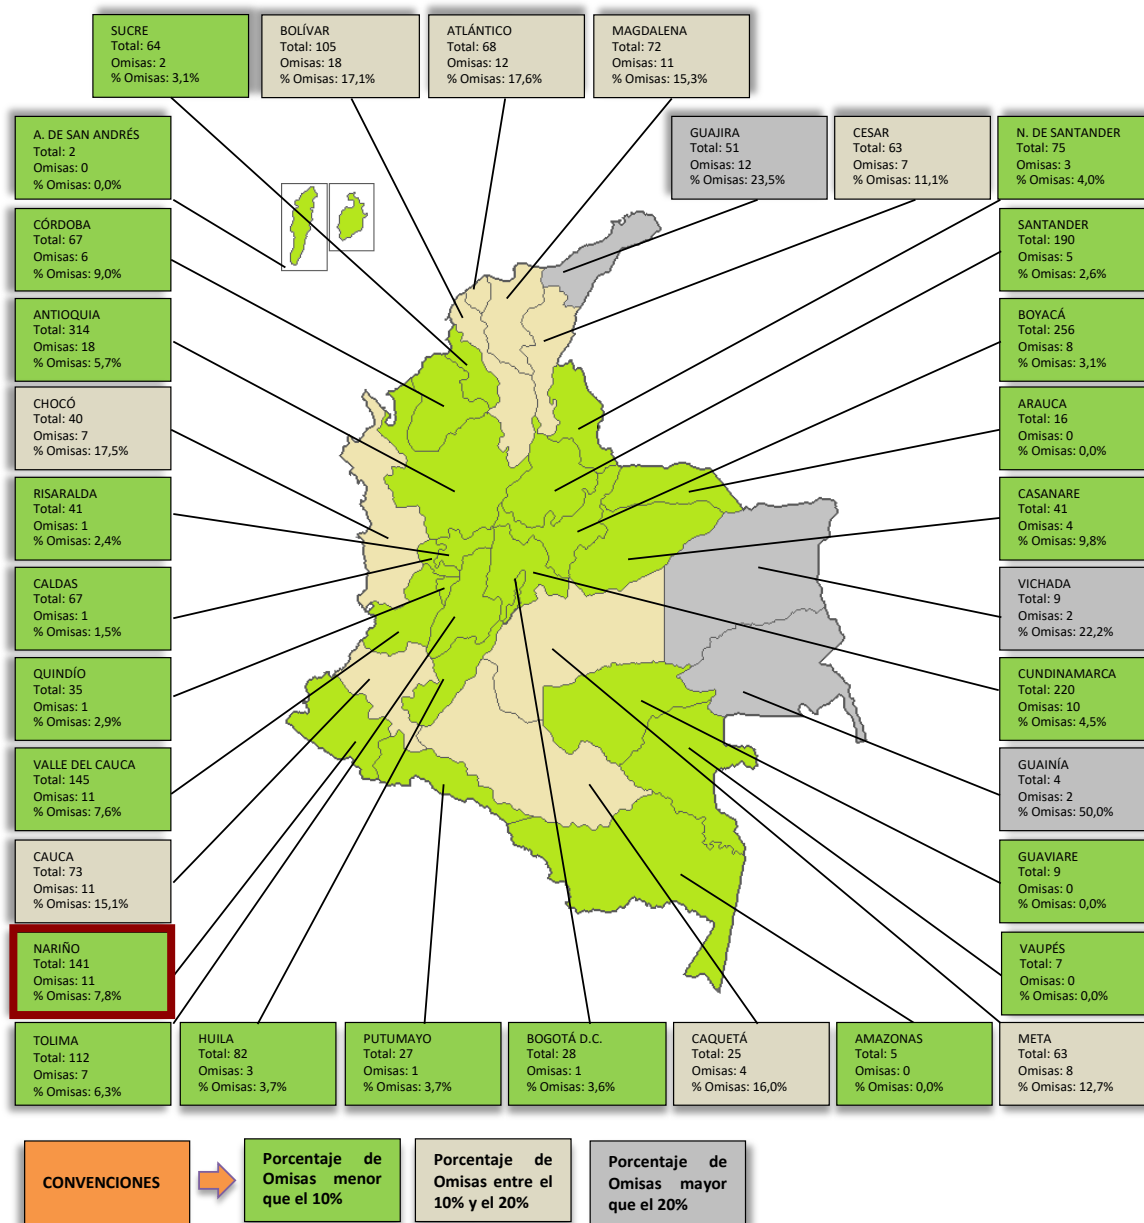 SUCRE
Total: 64
Omisas: 2
% Omisas: 3,1%
BOLÍVAR
Total: 105
Omisas: 18
% Omisas: 17,1%
ATLÁNTICO
Total: 68
Omisas: 12
% Omisas: 17,6%
MAGDALENA
Total: 72
Omisas: 11
% Omisas: 15,3%
A. DE SAN ANDRÉS
Total: 2
Omisas: 0
% Omisas: 0,0%
GUAJIRA
Total: 51
Omisas: 12
% Omisas: 23,5%
CESAR
Total: 63
Omisas: 7
% Omisas: 11,1%
N. DE SANTANDER
Total: 75
Omisas: 3
% Omisas: 4,0%
CÓRDOBA
Total: 67
Omisas: 6
% Omisas: 9,0%
SANTANDER
Total: 190
Omisas: 5
% Omisas: 2,6%
ANTIOQUIA
Total: 314
Omisas: 18
% Omisas: 5,7%
BOYACÁ
Total: 256
Omisas: 8
% Omisas: 3,1%
CHOCÓ
Total: 40
Omisas: 7
% Omisas: 17,5%
ARAUCA
Total: 16
Omisas: 0
% Omisas: 0,0%
RISARALDA
Total: 41
Omisas: 1
% Omisas: 2,4%
CASANARE
Total: 41
Omisas: 4
% Omisas: 9,8%
CALDAS
Total: 67
Omisas: 1
% Omisas: 1,5%
VICHADA
Total: 9
Omisas: 2
% Omisas: 22,2%
QUINDÍO
Total: 35
Omisas: 1
% Omisas: 2,9%
CUNDINAMARCA
Total: 220
Omisas: 10
% Omisas: 4,5%
VALLE DEL CAUCA
Total: 145
Omisas: 11
% Omisas: 7,6%
GUAINÍA
Total: 4
Omisas: 2
% Omisas: 50,0%
CAUCA
Total: 73
Omisas: 11
% Omisas: 15,1%
GUAVIARE
Total: 9
Omisas: 0
% Omisas: 0,0%
NARIÑO
Total: 141
Omisas: 11
% Omisas: 7,8%
VAUPÉS
Total: 7
Omisas: 0
% Omisas: 0,0%
TOLIMA
Total: 112
Omisas: 7
% Omisas: 6,3%
HUILA
Total: 82
Omisas: 3
% Omisas: 3,7%
PUTUMAYO
Total: 27
Omisas: 1
% Omisas: 3,7%
BOGOTÁ D.C.
Total: 28
Omisas: 1
% Omisas: 3,6%
CAQUETÁ
Total: 25
Omisas: 4
% Omisas: 16,0%
AMAZONAS
Total: 5
Omisas: 0
% Omisas: 0,0%
META
Total: 63
Omisas: 8
% Omisas: 12,7%
CONVENCIONES
Porcentaje de
Omisas menor
que el 10%
Porcentaje de
Omisas entre el
10% y el 20%
Porcentaje de
Omisas mayor
que el 20%